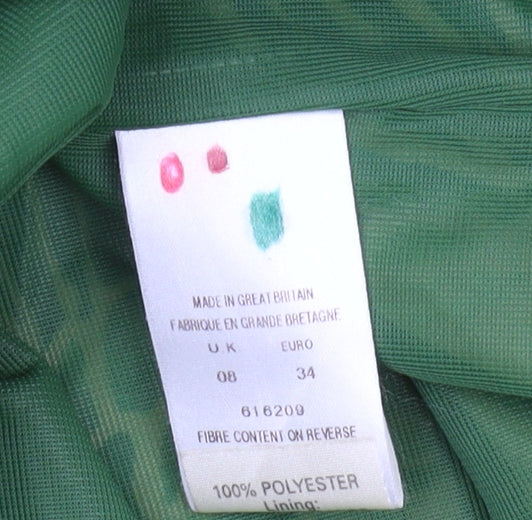 MADE IN GREAT BRITAIN
FABRIQUE EN GRANDE BRETAGNE
U K EURO
08 34
616209
FIBRE CONTENT ON REVERSE
100% POLYESTER
Lining: